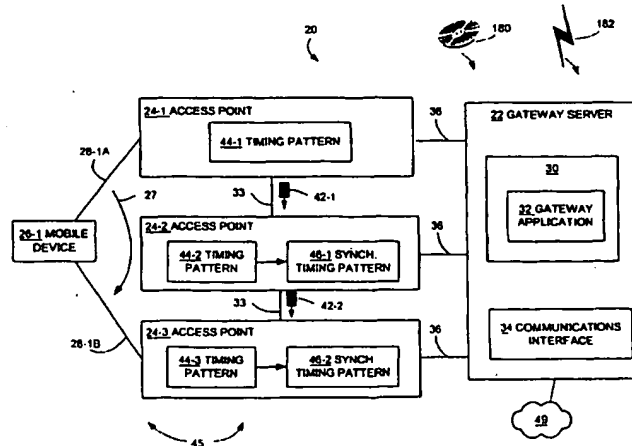 20
180
182
24-1 ACCESS POINT
44-1 TIMING PATTERN
36
22 GATEWAY SERVER
28-1A
27
33
42-1
30
32 GATEWAY
APPLICATION
26-1 MOBILE
DEVICE
24-2 ACCESS POINT
44-2 TIMING
PATTERN
46-1 SYNCH.
TIMING PATTERN
36
33
42-2
28-1B
24-3 ACCESS POINT
44-3 TIMING
PATTERN
46-2 SYNCH
TIMING PATTERN
36
34 COMMUNICATIONS
INTERFACE
45
49